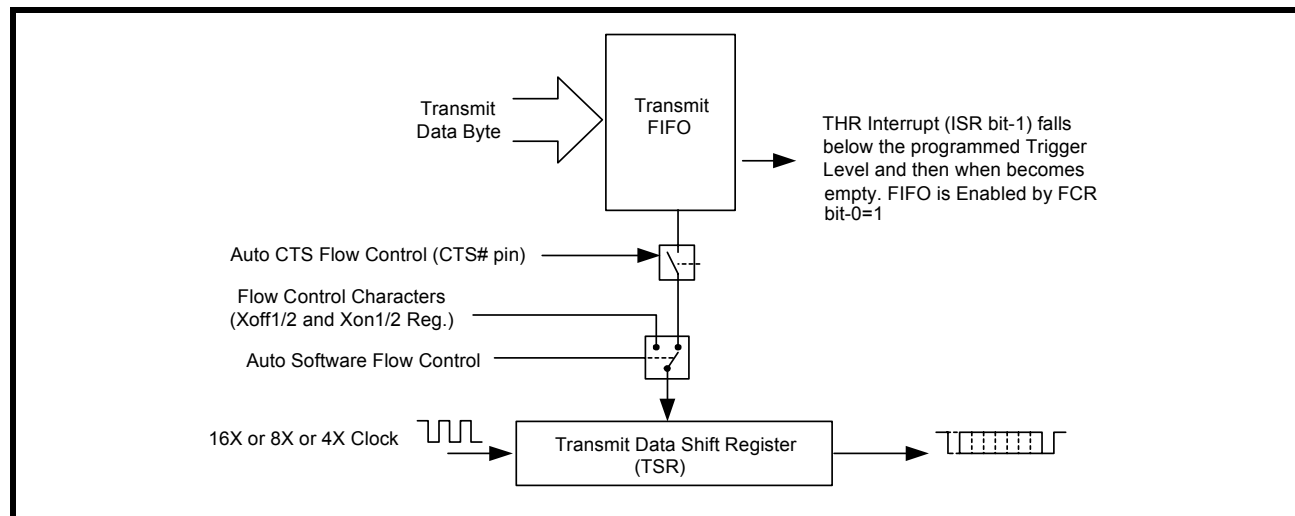 Transmit
Data Byte
Transmit
FIFO
THR Interrupt (ISR bit-1) falls
below the programmed Trigger
Level and then when becomes
empty. FIFO is Enabled by FCR
bit-0=1
Auto CTS Flow Control (CTS# pin)
Flow Control Characters
(Xoff1/2 and Xon1/2 Reg.)
Auto Software Flow Control
16X or 8X or 4X Clock
Transmit Data Shift Register
(TSR)